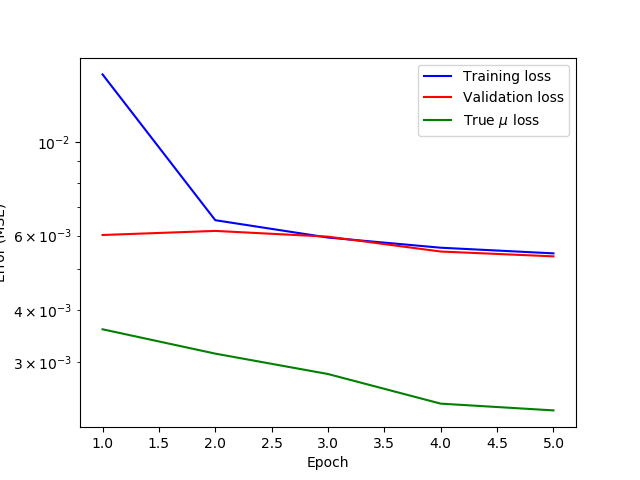 Training loss
Validation loss
True μ loss
10⁻²
6 × 10⁻³
4 × 10⁻³
3 × 10⁻³
Error (MSE)
1.0 1.5 2.0 2.5 3.0 3.5 4.0 4.5 5.0
Epoch